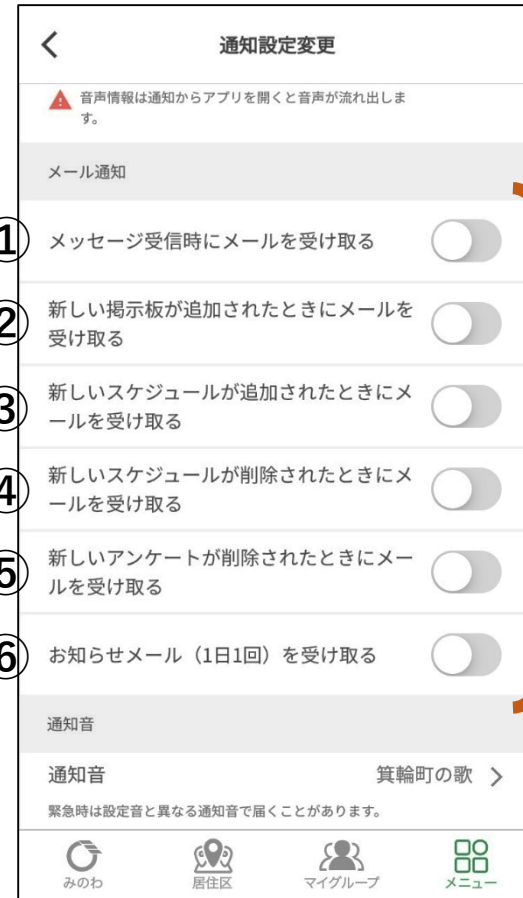 通知設定変更
音声情報は通知からアプリを開くと音声が流れ出しま
す。
メール通知
① メッセージ受信時にメールを受け取る
② 新しい掲示板が追加されたときにメールを
受け取る
③ 新しいスケジュールが追加されたときにメ
ールを受け取る
④ 新しいスケジュールが削除されたときにメ
ールを受け取る
⑤ 新しいアンケートが削除されたときにメー
ルを受け取る
⑥ お知らせメール（1日1回）を受け取る
通知音
通知音 箕輪町の歌
緊急時は設定音と異なる通知音で届くことがあります。
みのわ 居住区 マイグループ メニュー